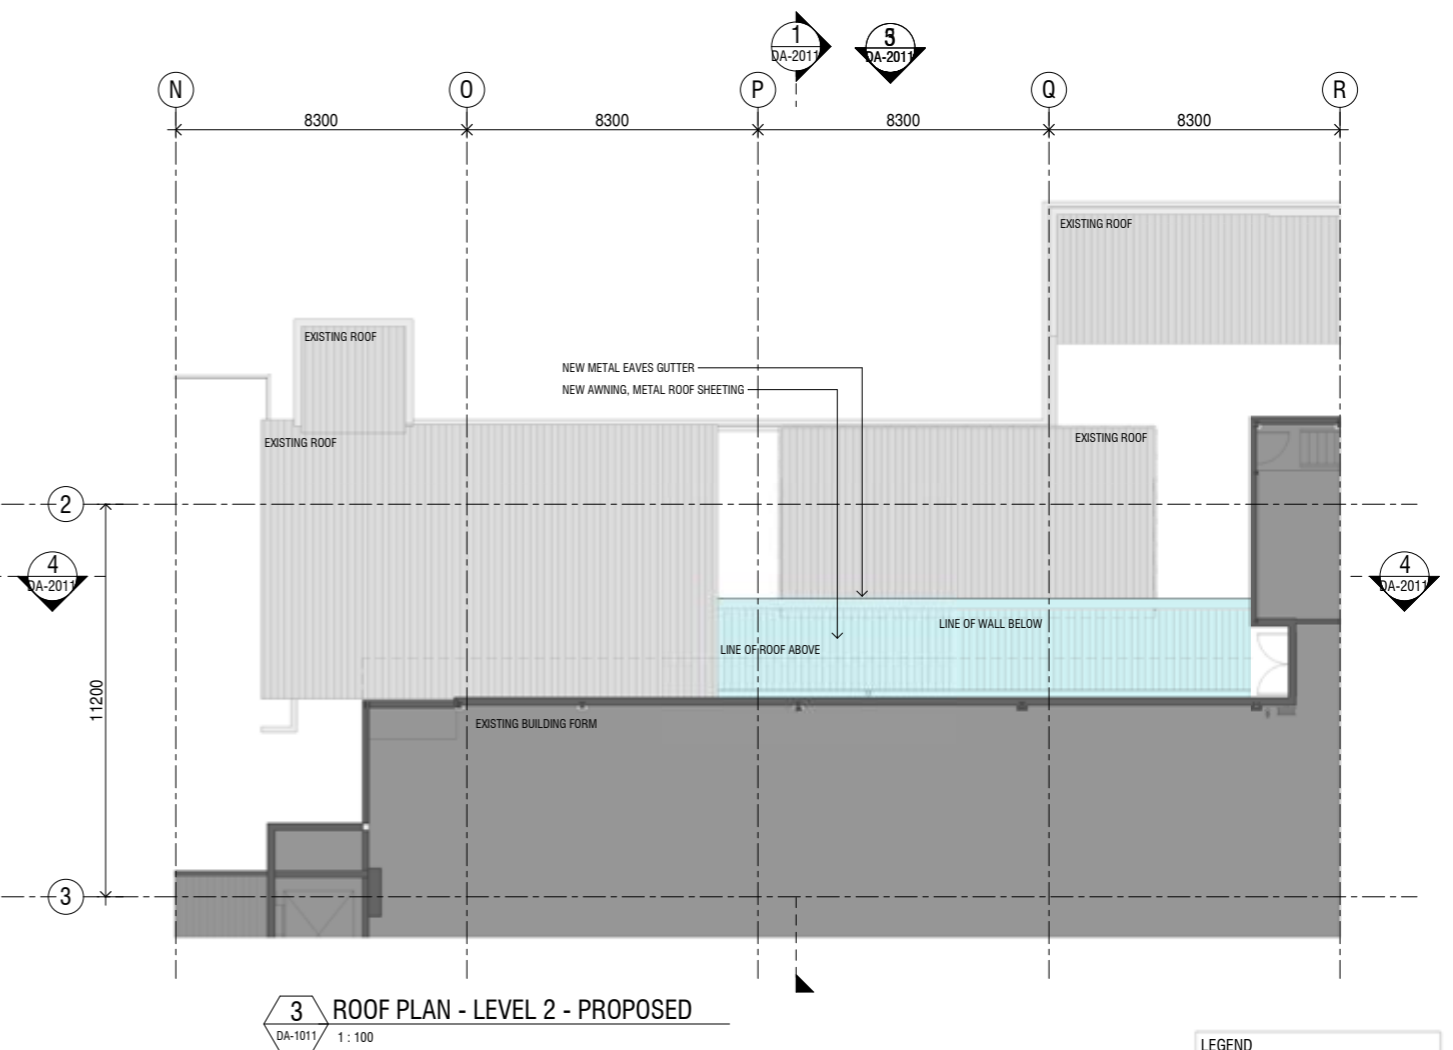 1
DA-2011
DA-2011
N
O
P
Q
R
8300
8300
8300
8300
EXISTING ROOF
EXISTING ROOF
NEW METAL EAVES GUTTER
NEW AWNING, METAL ROOF SHEETING
EXISTING ROOF
EXISTING ROOF
2
4
DA-2011
4
DA-2011
LINE OF WALL BELOW
LINE OF ROOF ABOVE
11200
EXISTING BUILDING FORM
3
3
DA-1011
ROOF PLAN - LEVEL 2 - PROPOSED
1 : 100
LEGEND